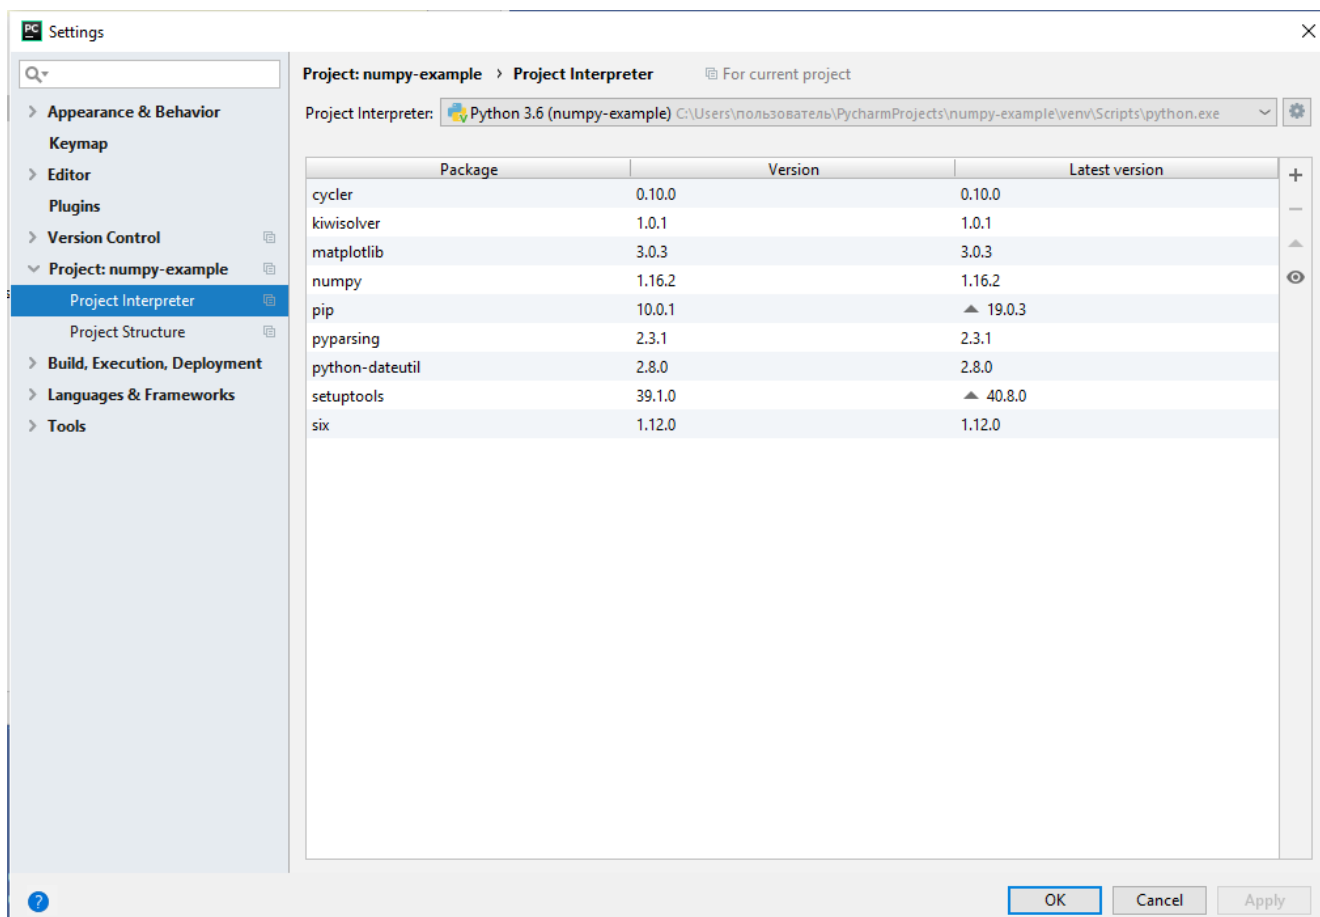 PC Settings
Appearance & Behavior
Keymap
Editor
Plugins
Version Control
Project: numpy-example
Project Interpreter
Project Structure
Build, Execution, Deployment
Languages & Frameworks
Tools
Project: numpy-example › Project Interpreter For current project
Project Interpreter: Python 3.6 (numpy-example) C:\Users\пользователь\PycharmProjects\numpy-example\venv\Scripts\python.exe
Package Version Latest version
cycler 0.10.0 0.10.0
kiwisolver 1.0.1 1.0.1
matplotlib 3.0.3 3.0.3
numpy 1.16.2 1.16.2
pip 10.0.1 19.0.3
pyparsing 2.3.1 2.3.1
python-dateutil 2.8.0 2.8.0
setuptools 39.1.0 40.8.0
six 1.12.0 1.12.0
? OK Cancel Apply